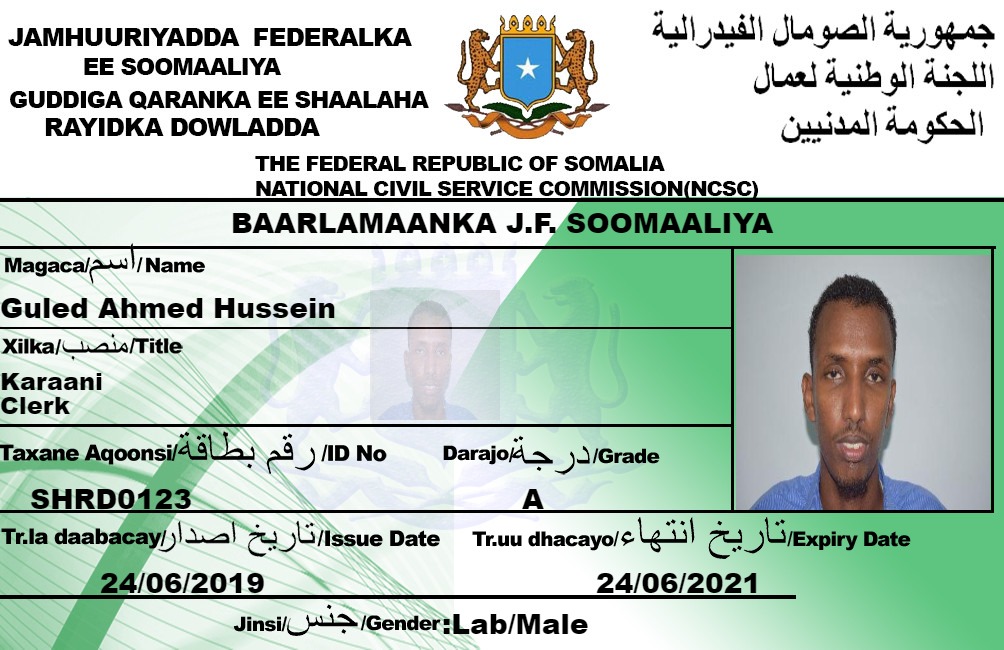 JAMHUURIYADDA FEDERALKA
EE SOOMAALIYA
GUDDIGA QARANKA EE SHAALAHA
RAYIDKA DOWLADDA
جمهورية الصومال الفيدرالية
اللجنة الوطنية لعمال
الحكومة المدنيين
THE FEDERAL REPUBLIC OF SOMALIA
NATIONAL CIVIL SERVICE COMMISSION(NCSC)
BAARLAMAANKA J.F. SOOMAALIYA
Magaca/اسم/Name
Guled Ahmed Hussein
Xilka/منصب/Title
Karaani
Clerk
Taxane Aqoonsi/رقم بطاقة/ID No Darajo/درجة/Grade
SHRD0123 A
Tr.la daabacay/تاريخ اصدار/Issue Date Tr.uu dhacayo/تاريخ انتهاء/Expiry Date
24/06/2019 24/06/2021
Jinsi/جنس/Gender:Lab/Male